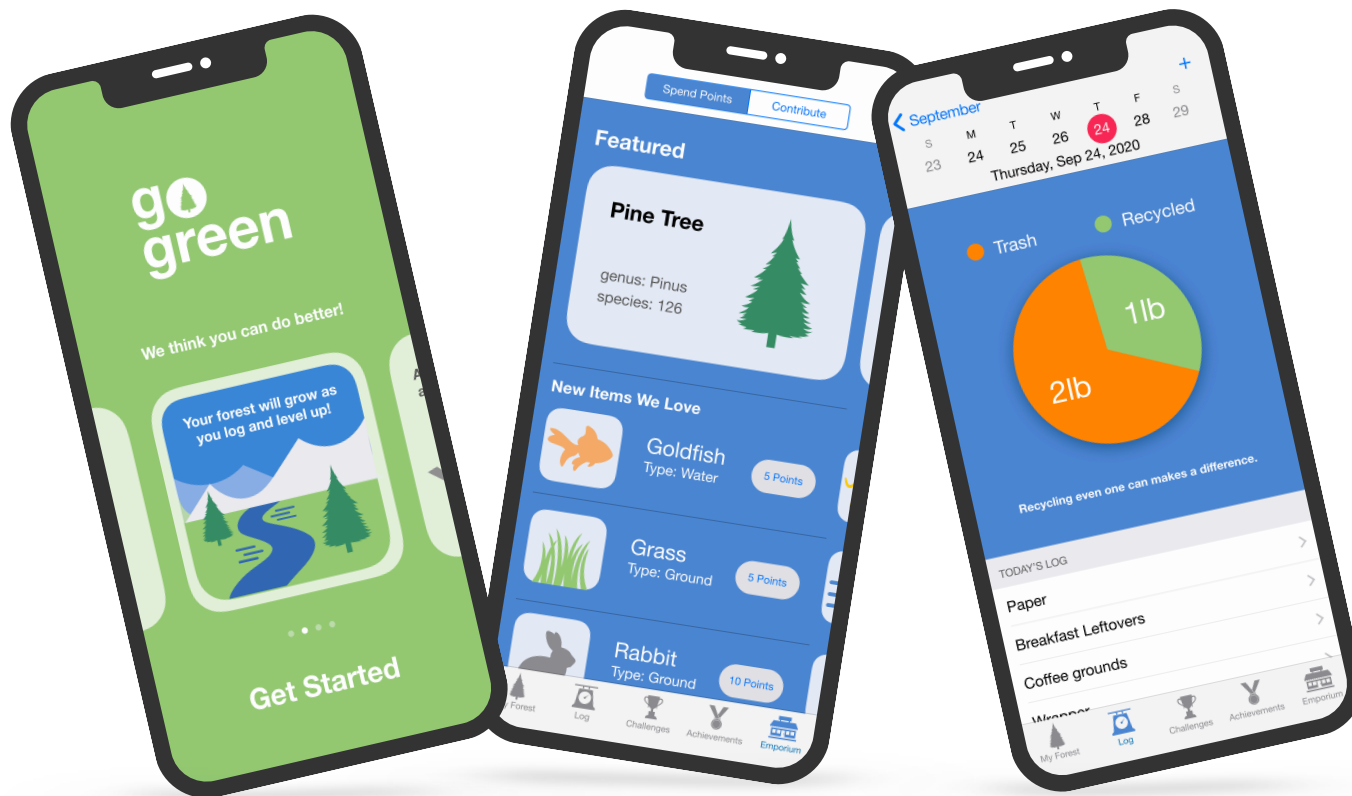 go
green
We think you can do better!
Your forest will grow as
you log and level up!
Get Started
Spend Points
Contribute
Featured
Pine Tree
genus: Pinus
species: 126
New Items We Love
Goldfish
Type: Water
5 Points
Grass
Type: Ground
5 Points
Rabbit
Type: Ground
10 Points
Forest
Log
Challenges
Achievements
Emporium
September
+
S M T W T F S
23 24 25 26 24 28 29
Thursday, Sep 24, 2020
Trash
Recycled
1lb
2lb
Recycling even one can makes a difference.
TODAY'S LOG
Paper
Breakfast Leftovers
Coffee grounds
Wrapper
My Forest
Log
Challenges
Achievements
Emporium